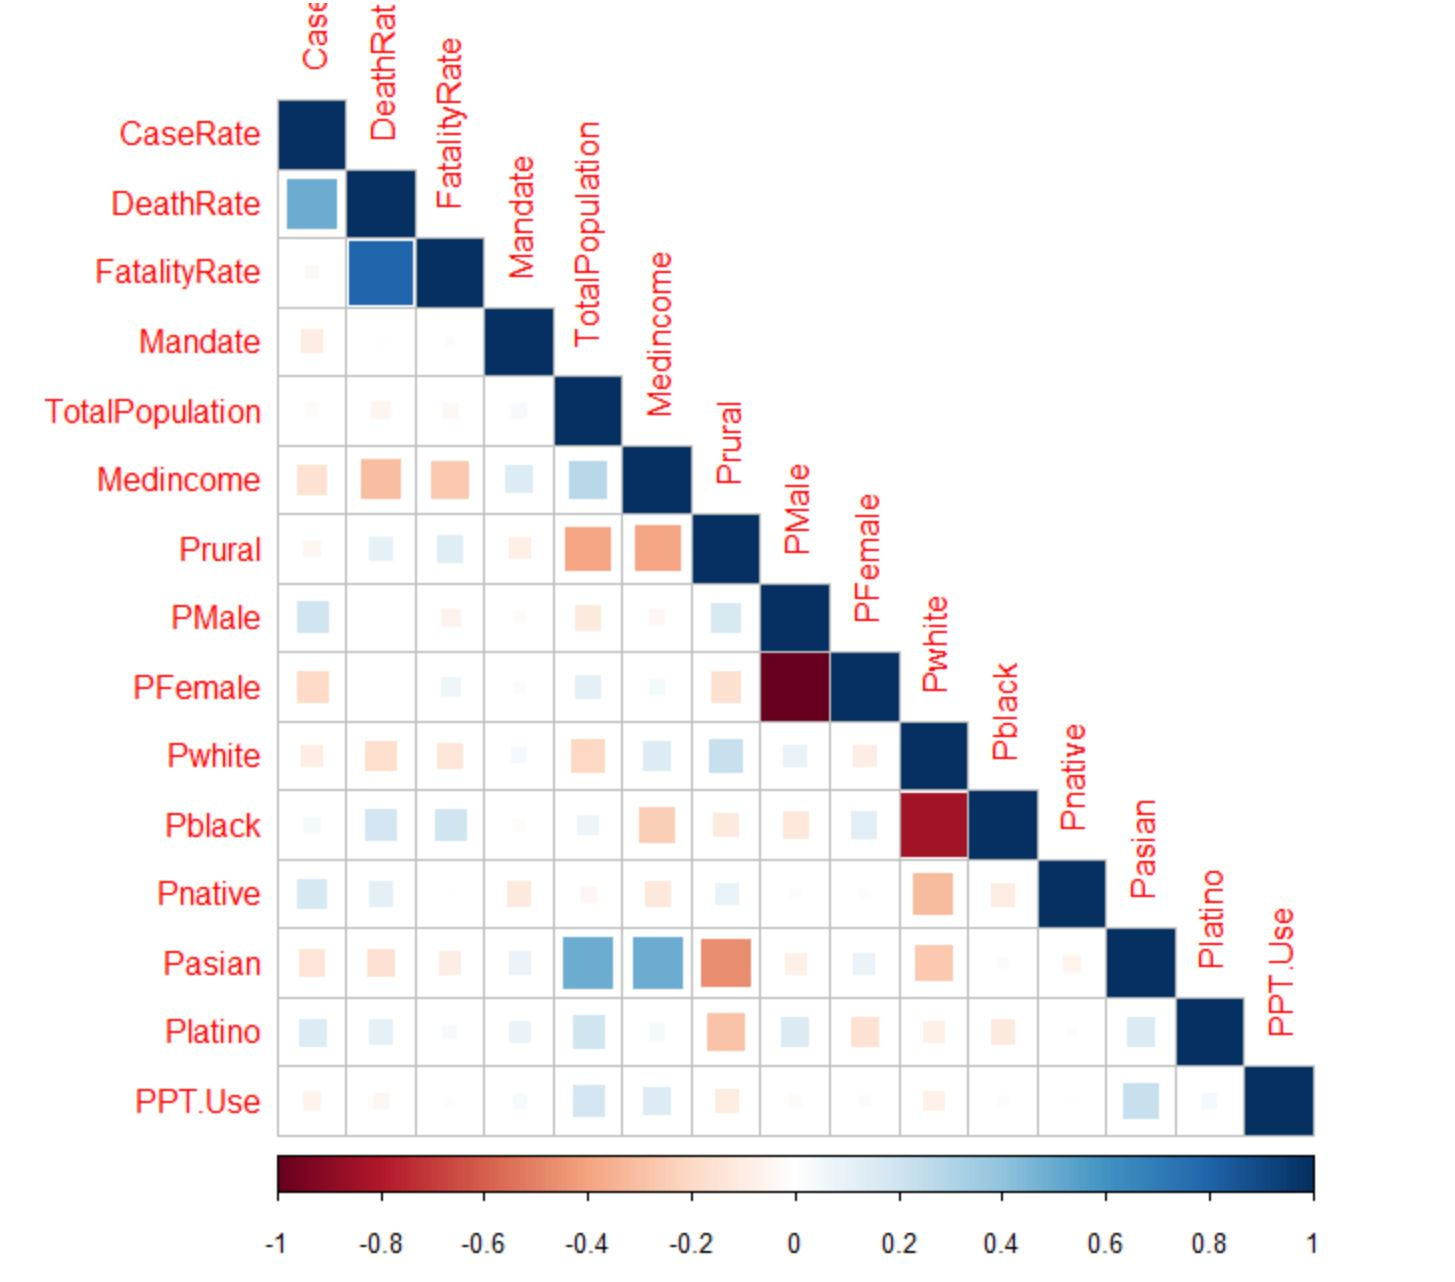 Case
DeathRat
FatalityRate
Mandate
TotalPopulation
Medincome
Prural
PMale
PFemale
Pwhite
Pblack
Pnative
Pasian
Platino
PPT.Use
CaseRate
DeathRate
FatalityRate
Mandate
TotalPopulation
Medincome
Prural
PMale
PFemale
Pwhite
Pblack
Pnative
Pasian
Platino
PPT.Use
-1 -0.8 -0.6 -0.4 -0.2 0 0.2 0.4 0.6 0.8 1